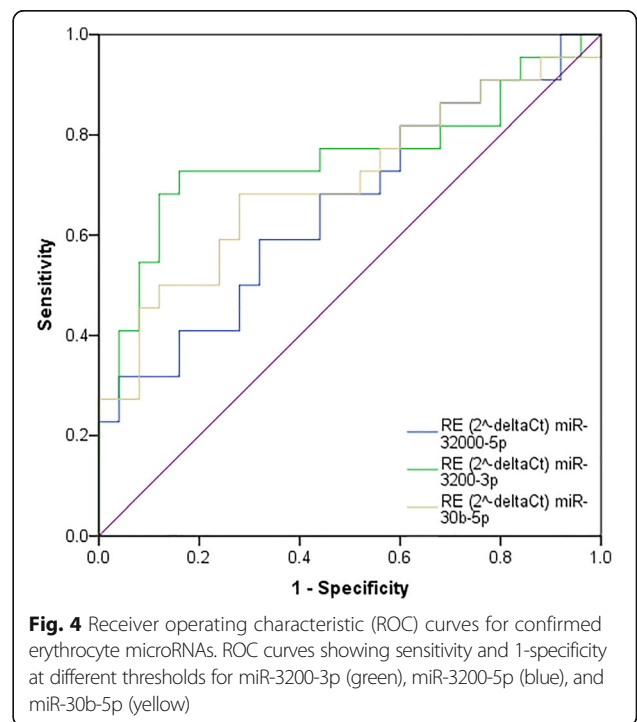 1.0
0.8
0.6
0.4
0.2
0.0
Sensitivity
0.0
0.2
0.4
0.6
0.8
1.0
1 - Specificity
RE (2^-deltaCt) miR-
32000-5p
RE (2^-deltaCt) miR-
3200-3p
RE (2^-deltaCt) miR-
30b-5p
Fig. 4 Receiver operating characteristic (ROC) curves for confirmed
erythrocyte microRNAs. ROC curves showing sensitivity and 1-specificity
at different thresholds for miR-3200-3p (green), miR-3200-5p (blue), and
miR-30b-5p (yellow)